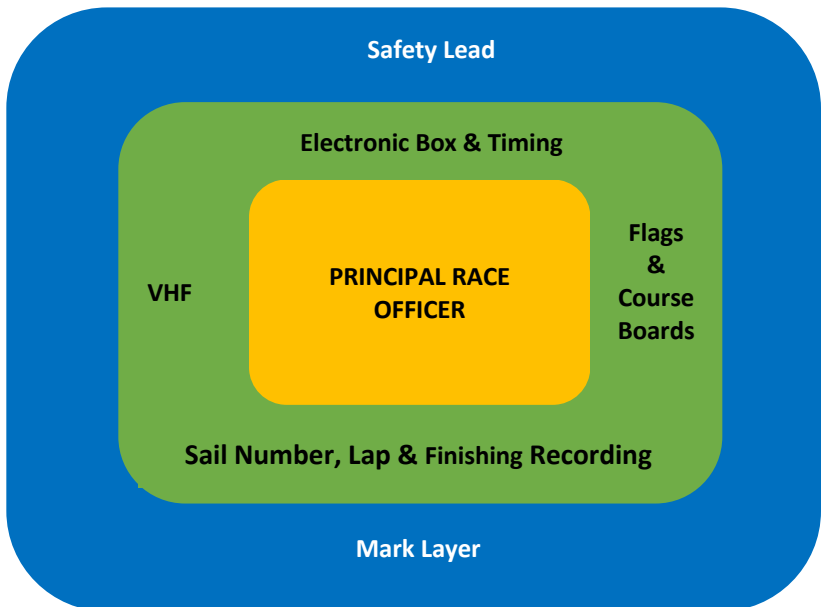 Safety Lead
Electronic Box & Timing
VHF
PRINCIPAL RACE
OFFICER
Flags
&
Course
Boards
Sail Number, Lap & Finishing Recording
Mark Layer